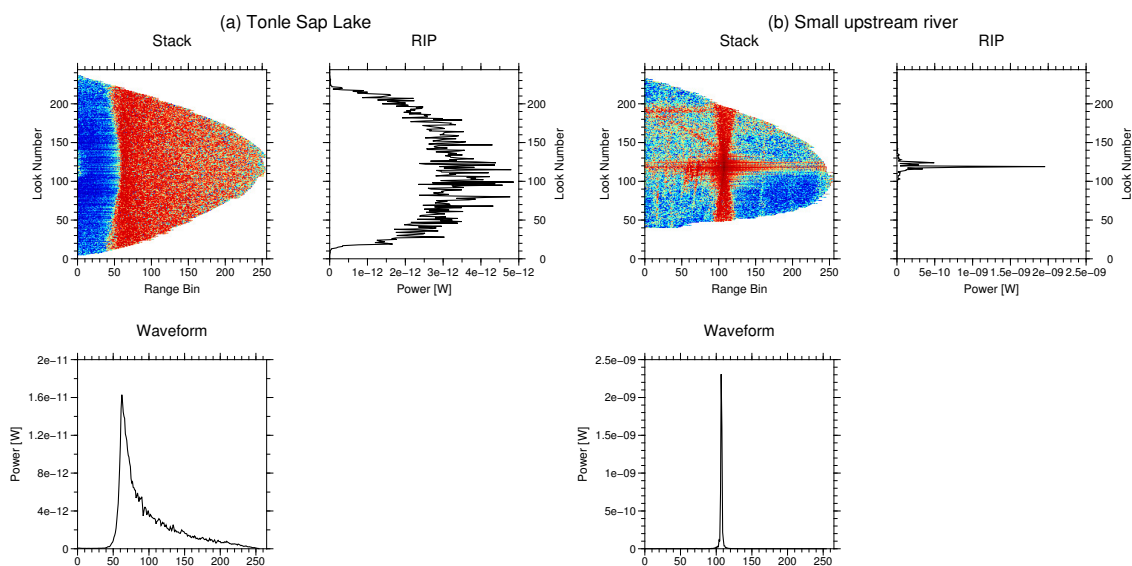 (a) Tonle Sap Lake
(b) Small upstream river
Stack
RIP
Stack
RIP
Look Number
0
50
100
150
200
0
50
100
150
200
250
Range Bin
0
50
100
150
200
Look Number
0
1e−12
2e−12
3e−12
4e−12
5e−12
Power [W]
Look Number
0
50
100
150
200
0
50
100
150
200
250
Range Bin
0
50
100
150
200
Look Number
0
5e−10
1e−09
1.5e−09
2e−09
2.5e−09
Power [W]
Waveform
Waveform
Power [W]
0
4e−12
8e−12
1.2e−11
1.6e−11
2e−11
0
50
100
150
200
250
Power [W]
0
5e−10
1e−09
1.5e−09
2e−09
2.5e−09
0
50
100
150
200
250